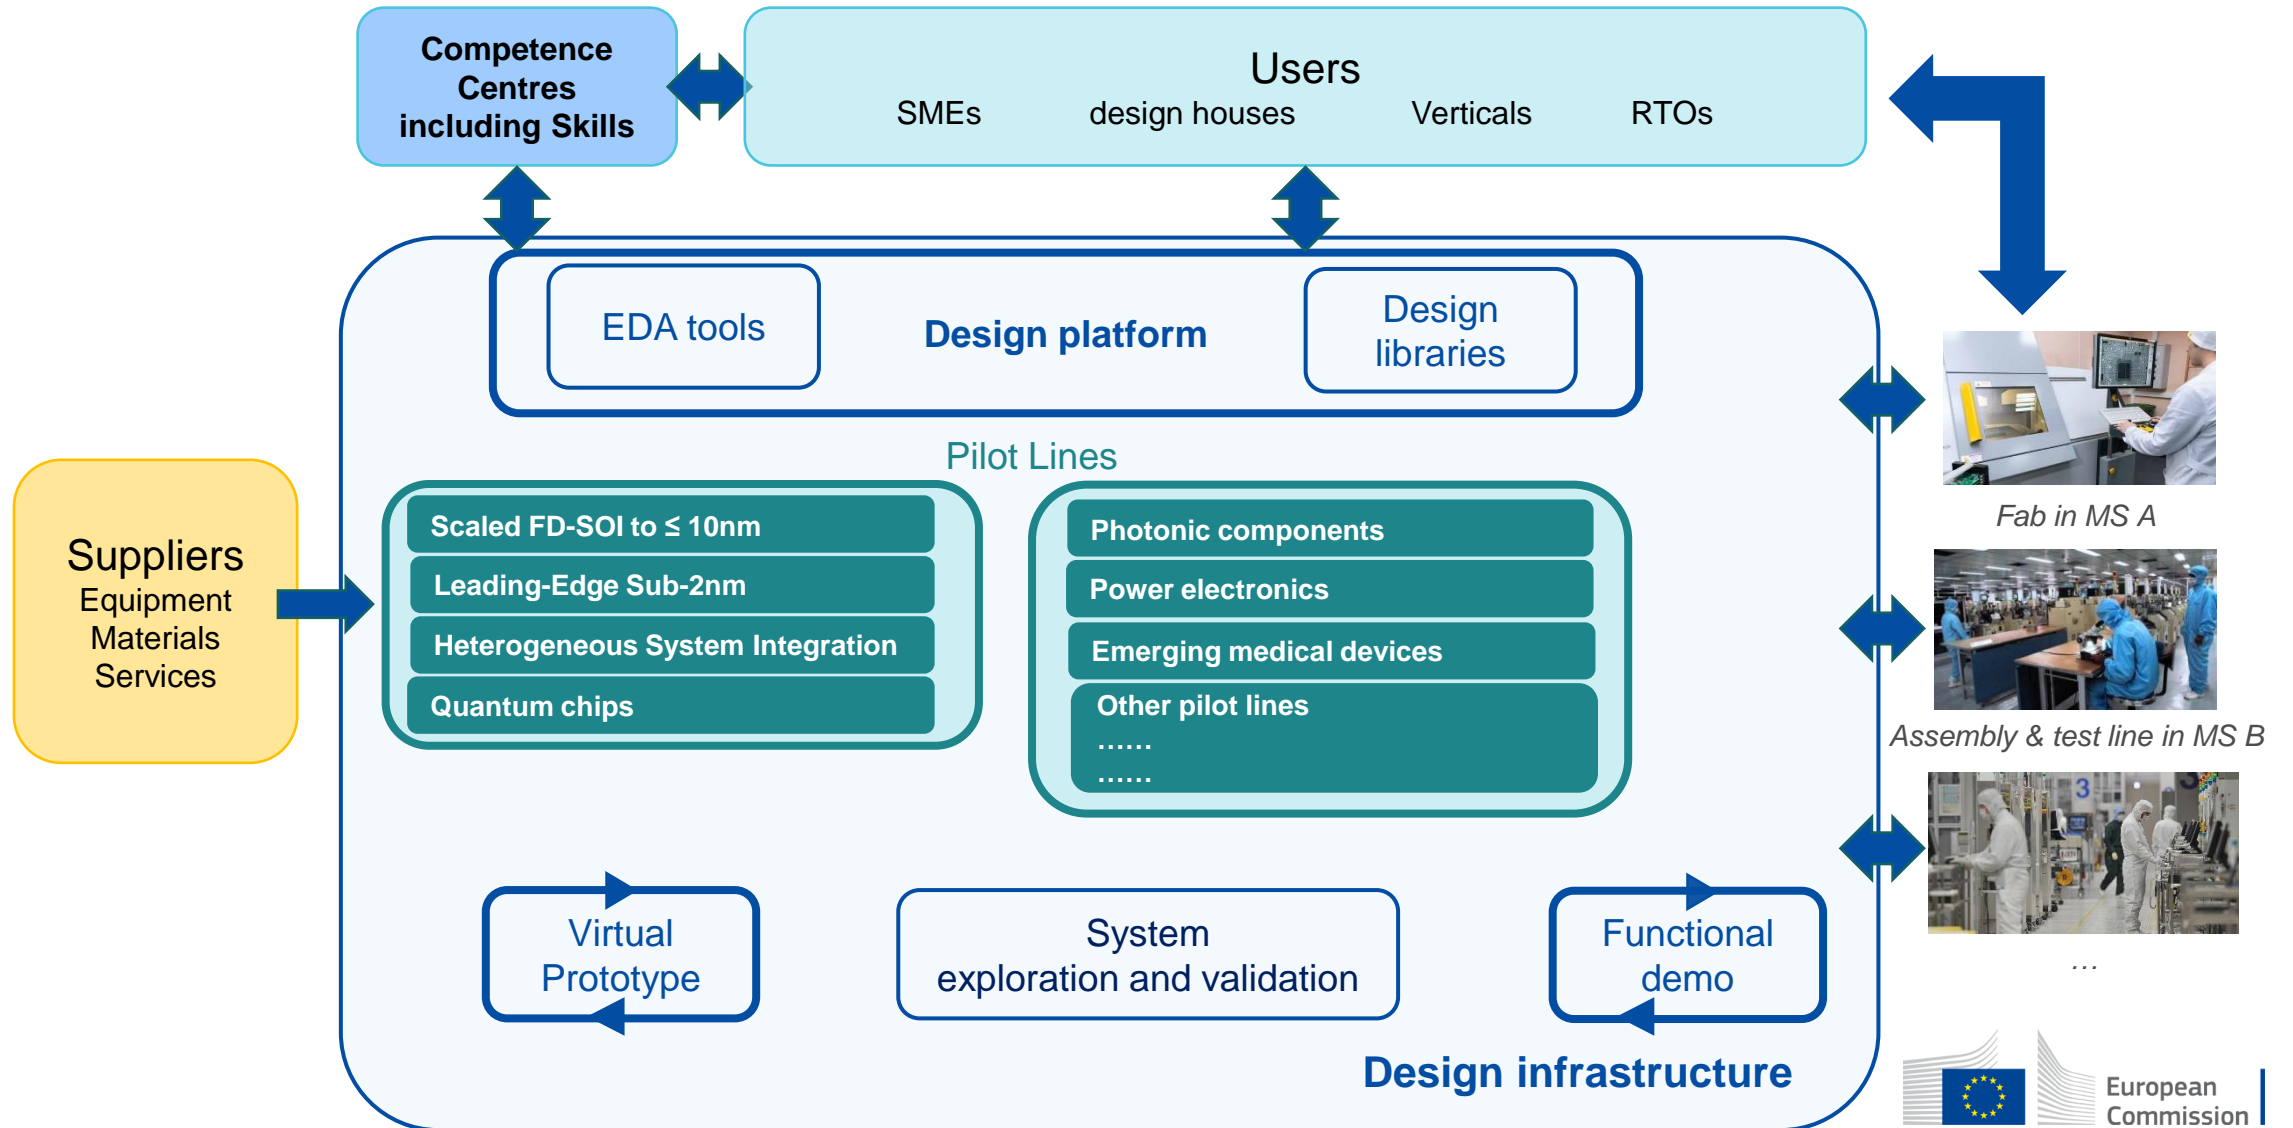 Competence
Centres
including Skills
Users
SMEs design houses Verticals RTOs
EDA tools
Design platform
Design
libraries
Pilot Lines
Suppliers
Equipment
Materials
Services
Scaled FD-SOI to ≤ 10nm
Leading-Edge Sub-2nm
Heterogeneous System Integration
Quantum chips
Photonic components
Power electronics
Emerging medical devices
Other pilot lines
……
……
Fab in MS A
Assembly & test line in MS B
3
…
Virtual
Prototype
System
exploration and validation
Functional
demo
Design infrastructure
European
Commission